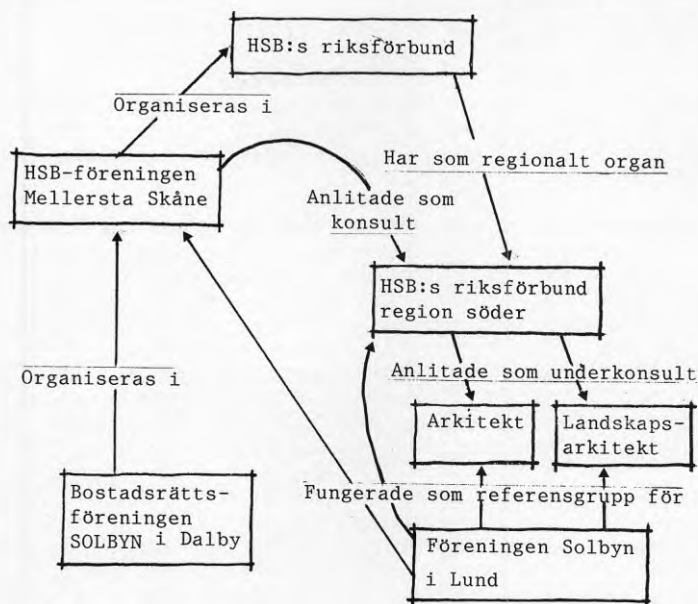 HSB:s riksförbund
Organiseras i
HSB-föreningen
Mellersta Skåne
Har som regionalt organ
Anlitade som
konsult
HSB:s riksförbund
region söder
Organiseras i
Anlitade som underkonsult
Arkitekt
Landskaps-
arkitekt
Bostadsrätts-
föreningen
SOLBYN i Dalby
Fungerade som referensgrupp för
Föreningen Solbyn
i Lund